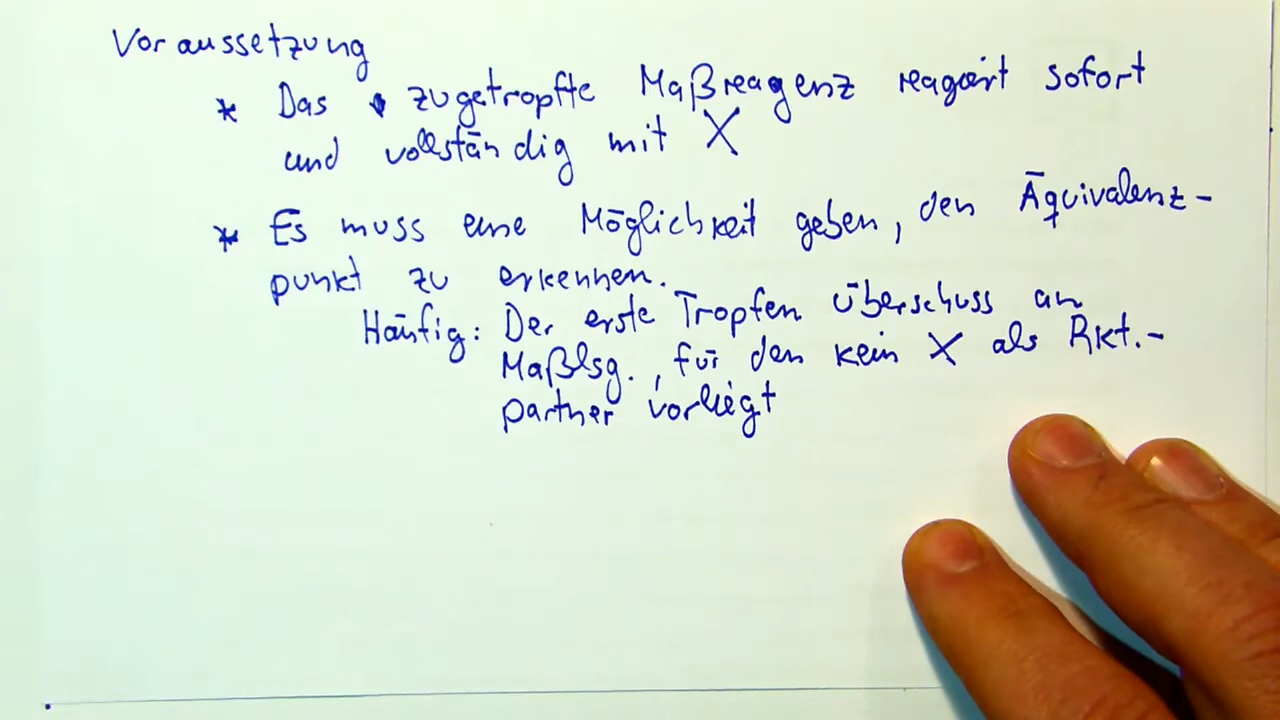 Voraussetzung
* Das zugetropfte Maßreagenz reagiert sofort
und vollständig mit X
* Es muss eine Möglichkeit geben, den Äquivalenz-
punkt zu erkennen.
Häufig: Der erste Tropfen Überschuss an
Maßlsg., für den kein X als Rkt.-
partner vorliegt